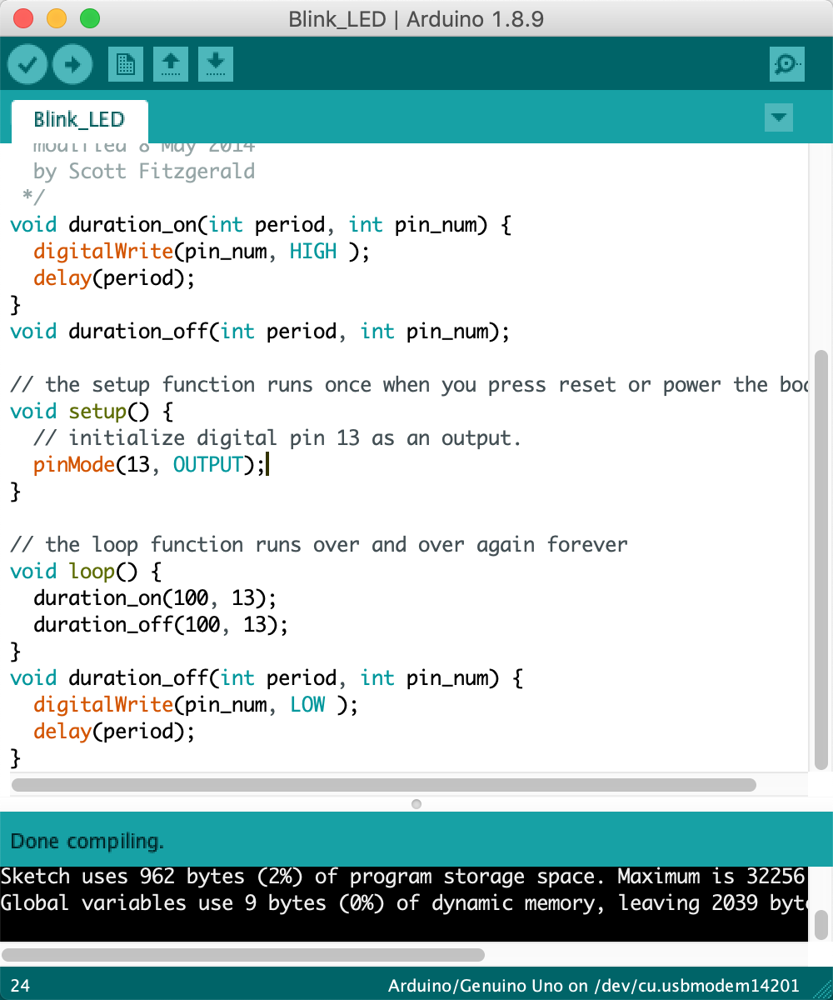 Blink_LED | Arduino 1.8.9
Blink_LED
modified 8 May 2014
  by Scott Fitzgerald
 */
void duration_on(int period, int pin_num) {
  digitalWrite(pin_num, HIGH );
  delay(period);
}
void duration_off(int period, int pin_num);
// the setup function runs once when you press reset or power the
void setup() {
  // initialize digital pin 13 as an output.
  pinMode(13, OUTPUT);
}
// the loop function runs over and over again forever
void loop() {
  duration_on(100, 13);
  duration_off(100, 13);
}
void duration_off(int period, int pin_num) {
  digitalWrite(pin_num, LOW );
  delay(period);
}
Done compiling.
Sketch uses 962 bytes (2%) of program storage space. Maximum is 32256
Global variables use 9 bytes (0%) of dynamic memory, leaving 2039
24
Arduino/Genuino Uno on /dev/cu.usbmodem14201